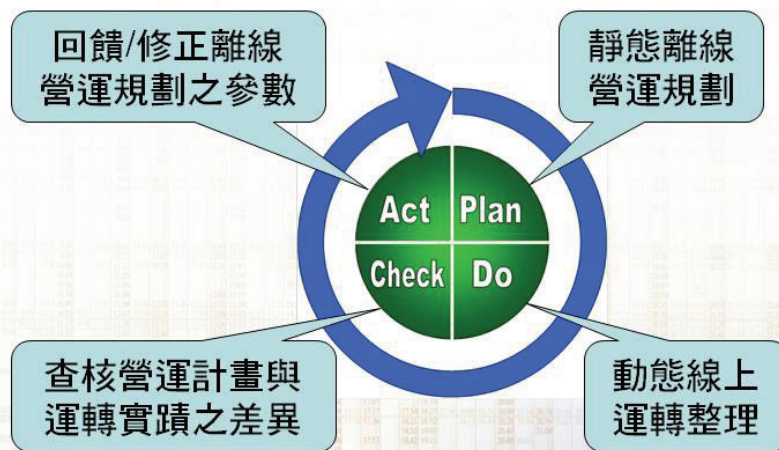 回饋/修正離線
營運規劃之參數
靜態離線
營運規劃
Act
Plan
Check
Do
查核營運計畫與
運轉實蹟之差異
動態線上
運轉整理